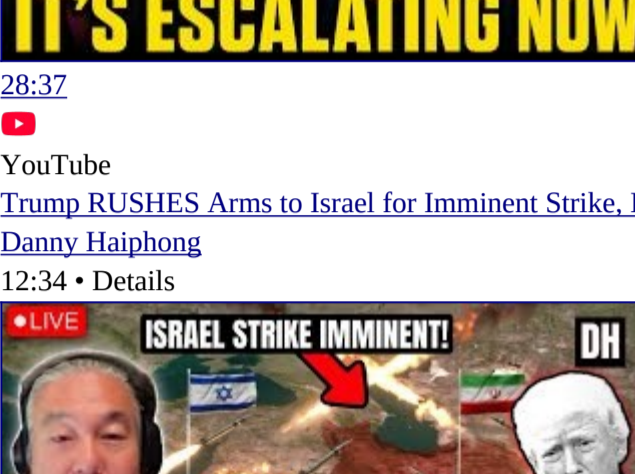 IT'S ESCALATING NOW
28:37
YouTube
Trump RUSHES Arms to Israel for Imminent Strike,
Danny Haiphong
12:34 • Details
LIVE
ISRAEL STRIKE IMMINENT!
DH